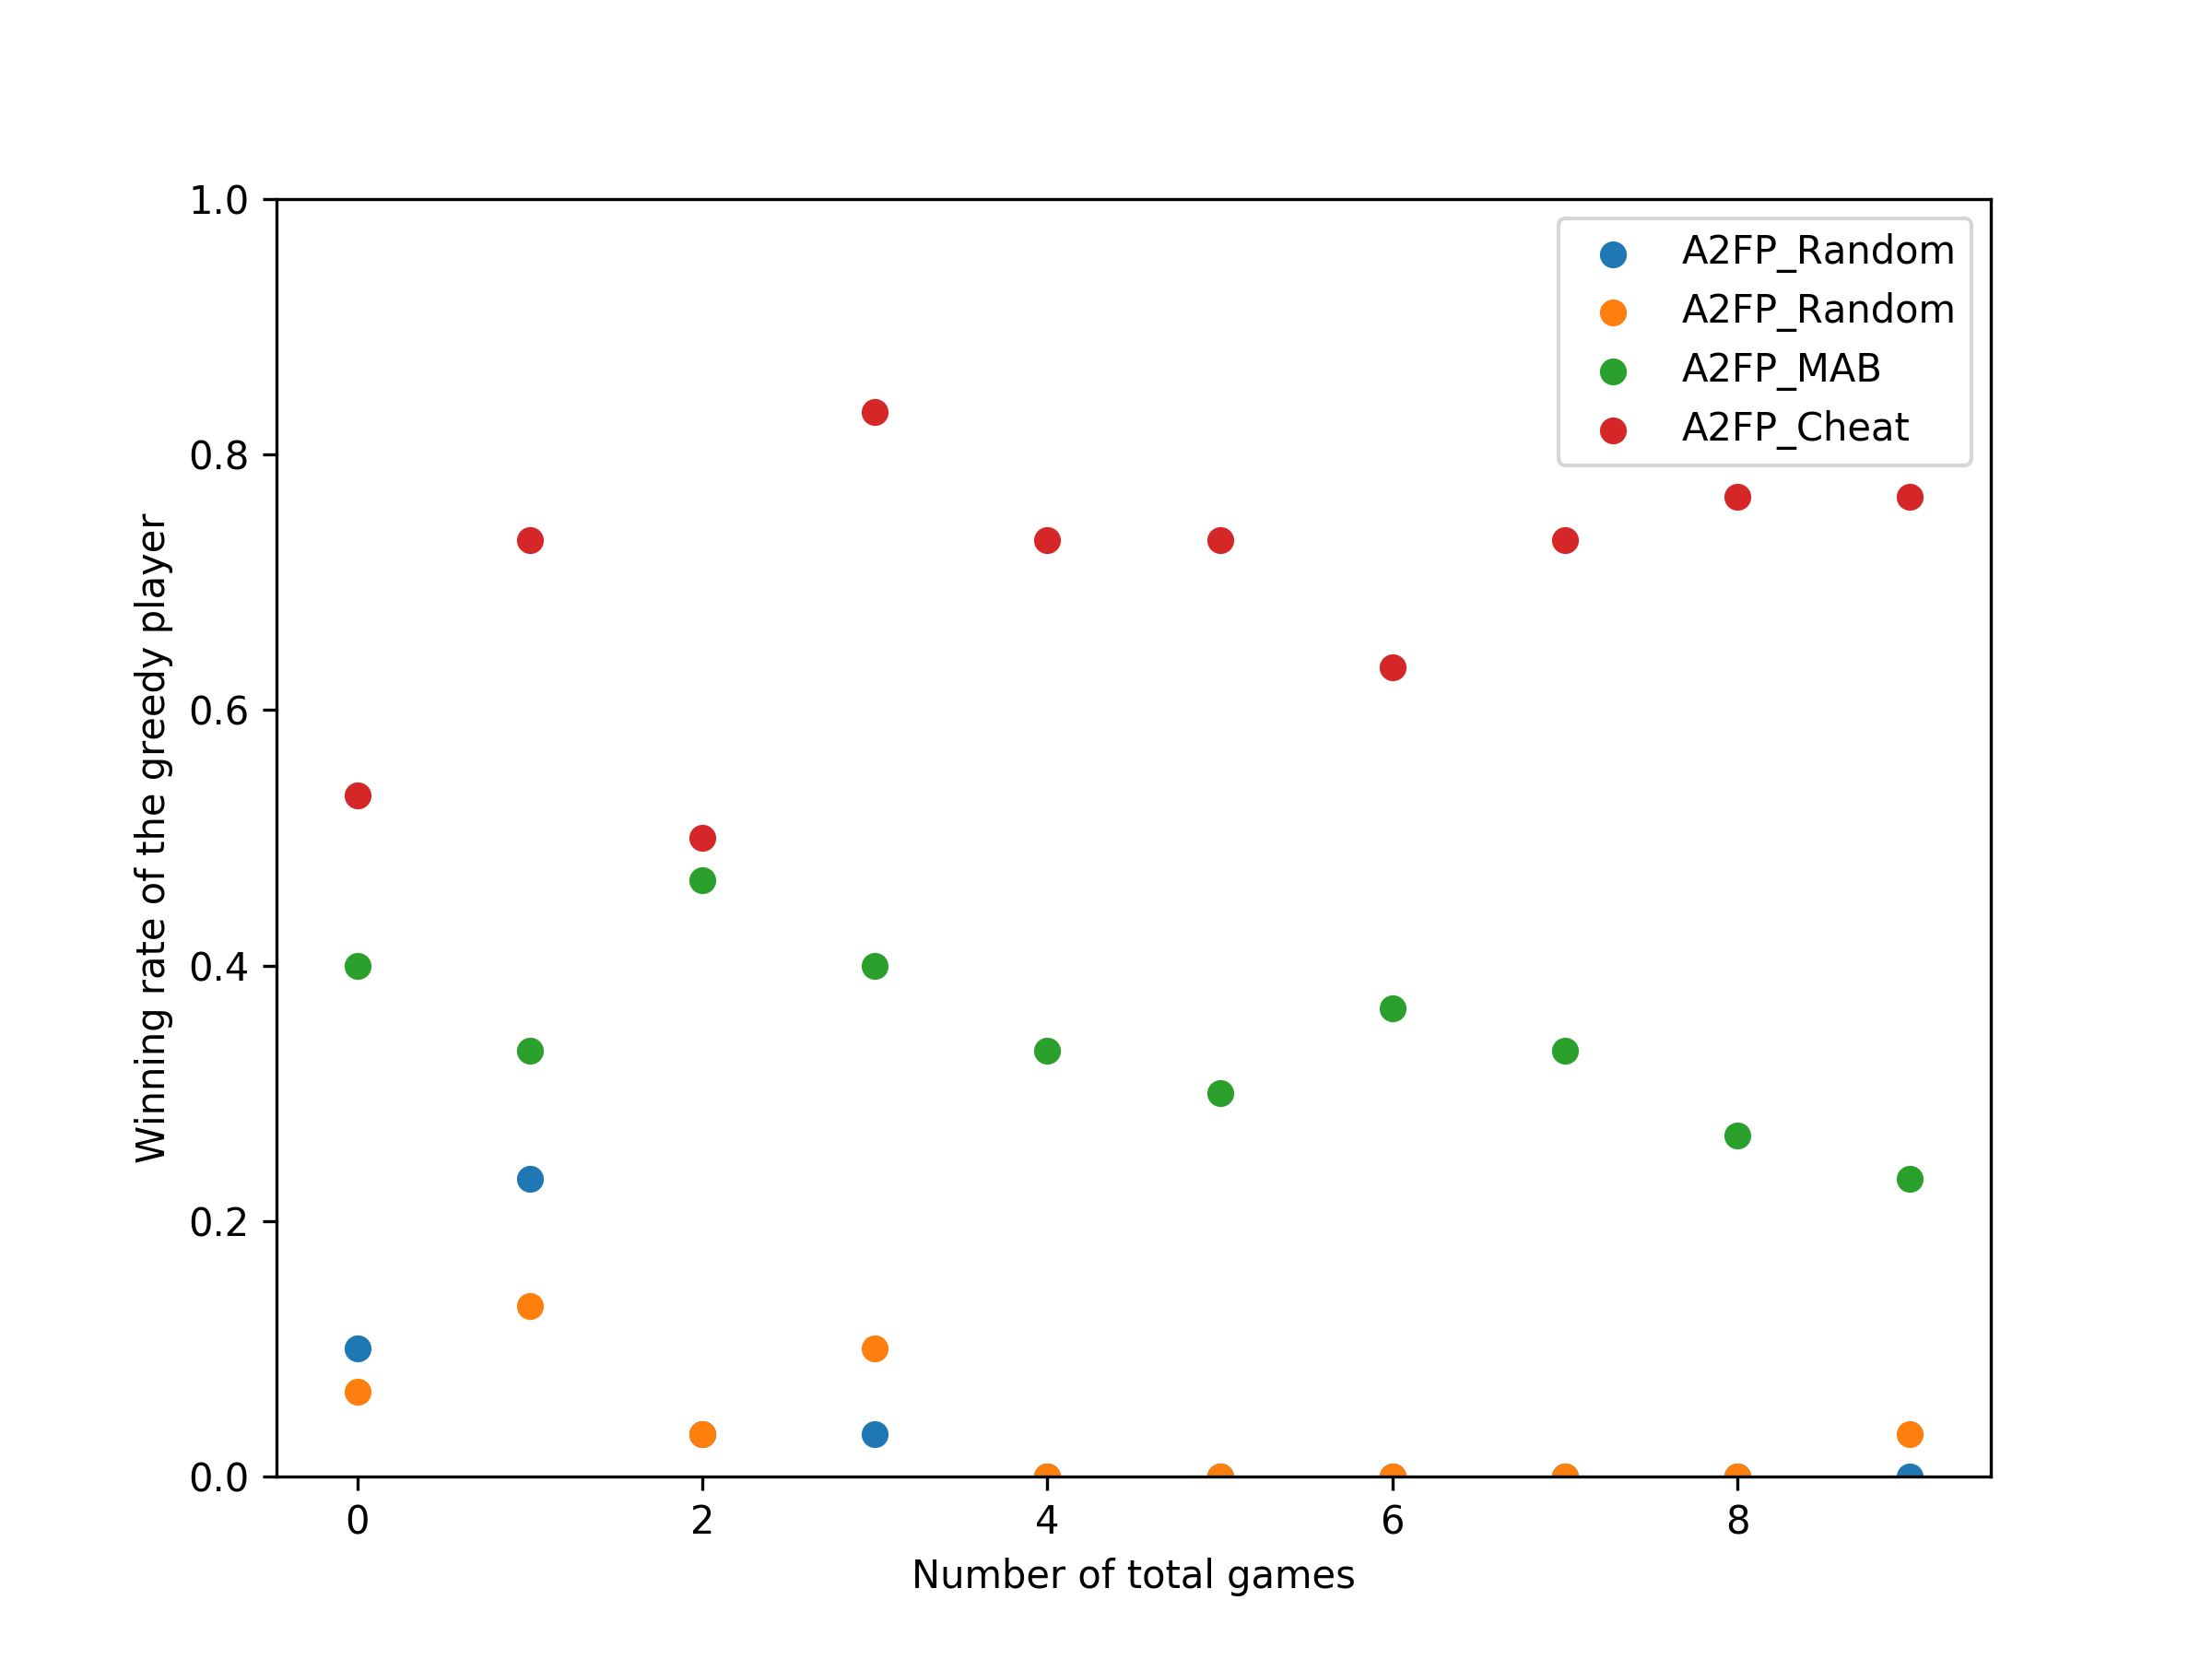 1.0
0.8
0.6
0.4
0.2
0.0
Winning rate of the greedy player
0
2
4
6
8
Number of total games
A2FP_Random
A2FP_Random
A2FP_MAB
A2FP_Cheat